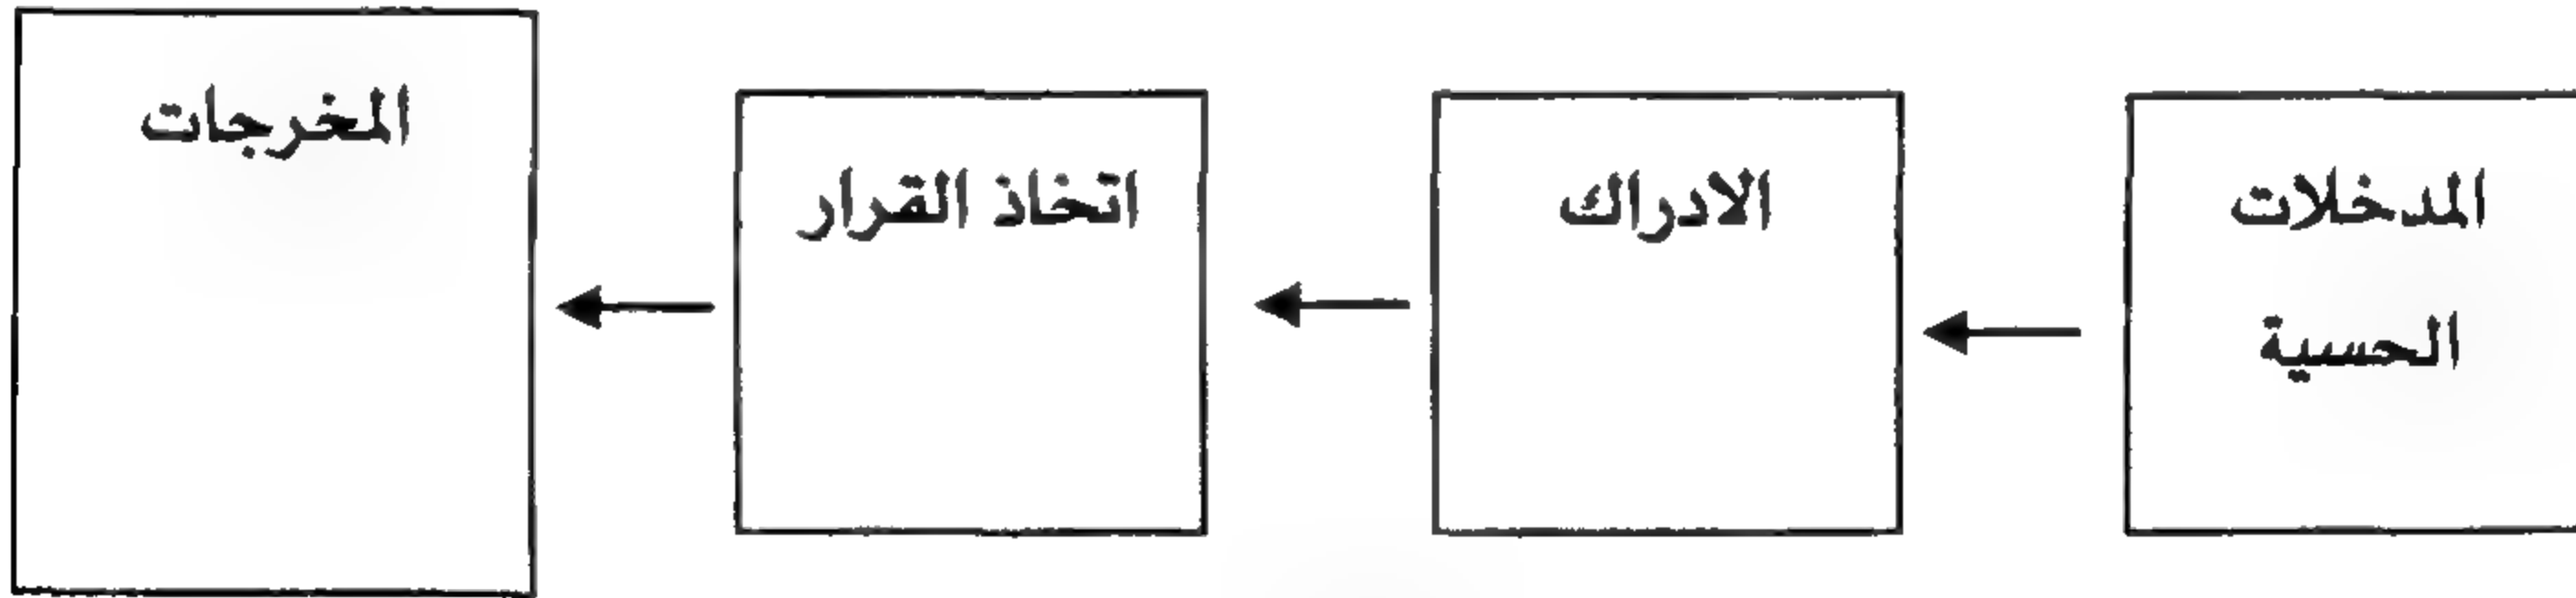 المدخلات
الحسية
الادراك
اتخاذ القرار
المخرجات